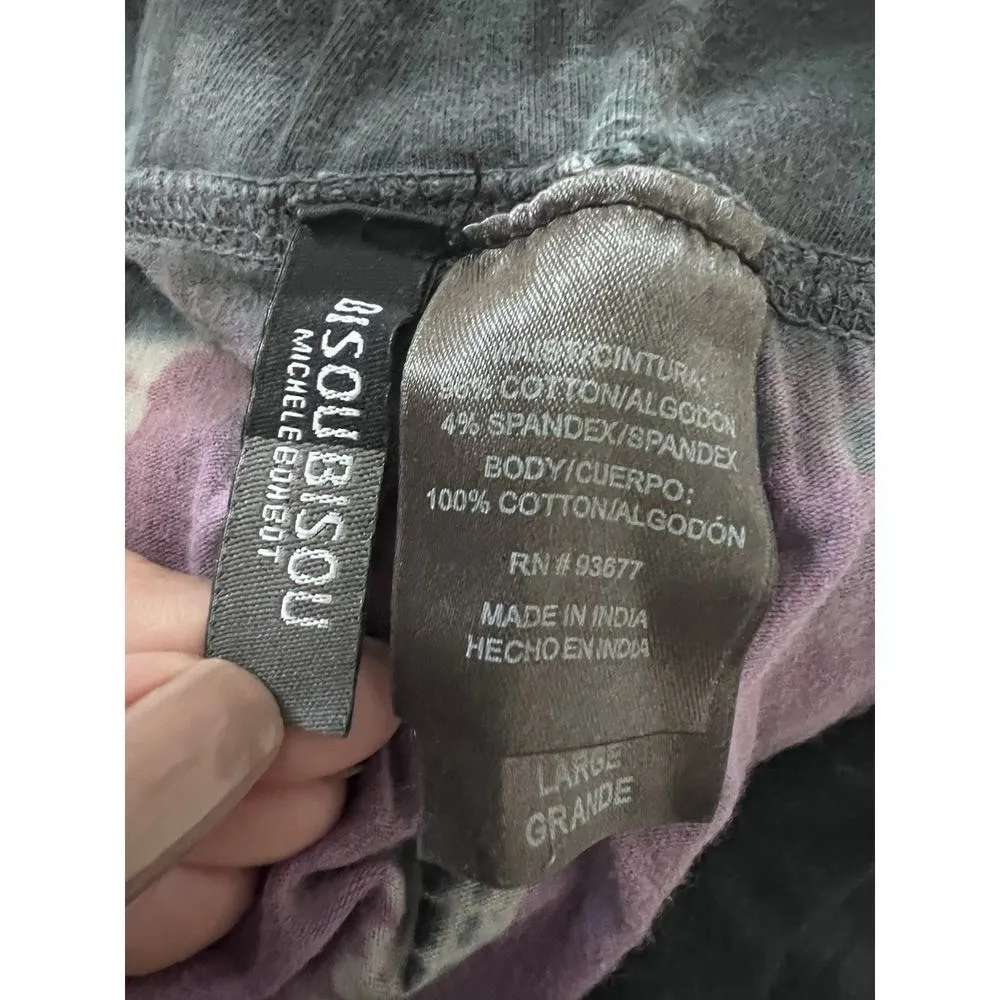 BISOU BISOU
MICHELE BOHBOT
/CINTURA:
COTTON/ALGODÓN
4% SPANDEX/SPANDEX
BODY/CUERPO:
100% COTTON/ALGODÓN
RN # 93677
MADE IN INDIA
HECHO EN INDIA
LARGE
GRANDE